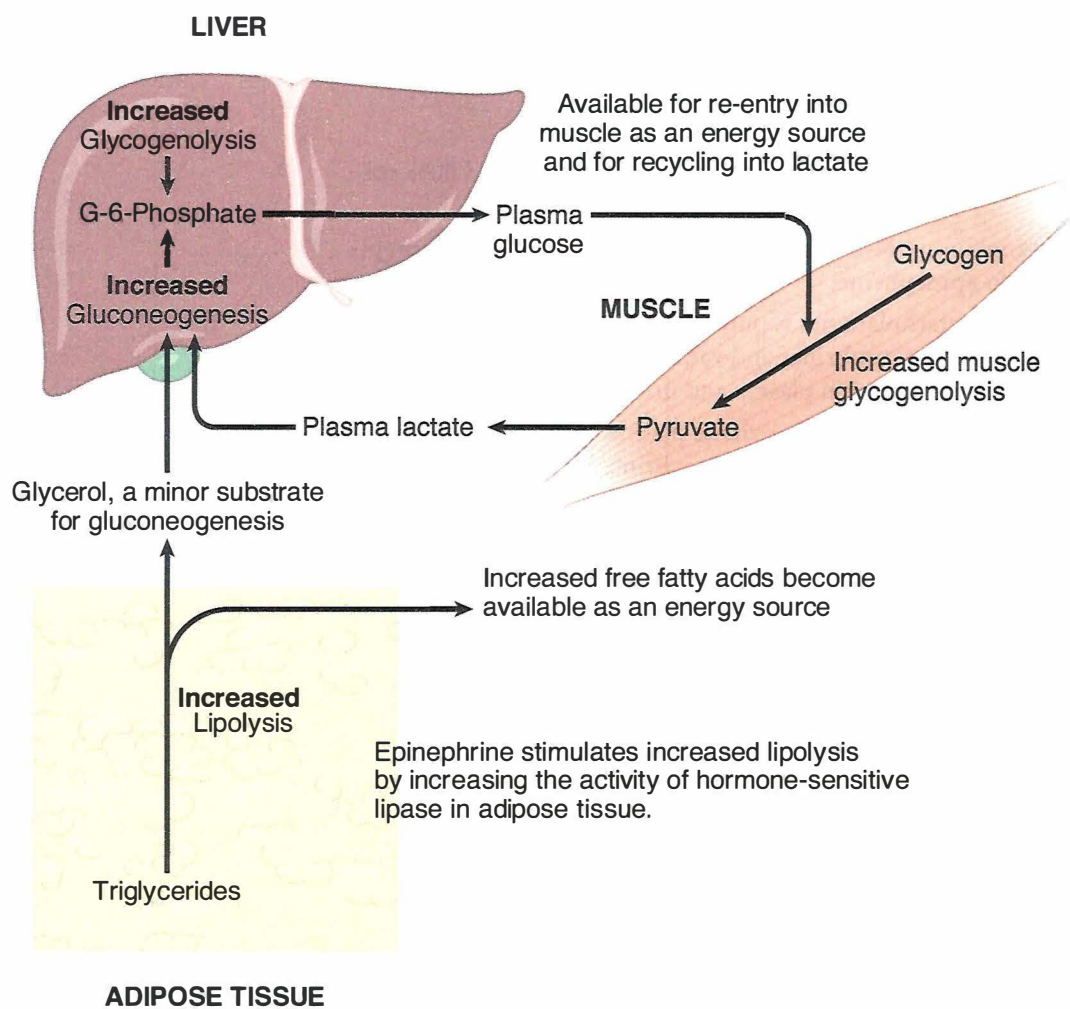 LIVER
Increased
Glycogenolysis
G-6-Phosphate
Increased
Gluconeogenesis
Available for re-entry into
muscle as an energy source
and for recycling into lactate
Plasma
glucose
MUSCLE
Glycogen
Increased muscle
glycogenolysis
Pyruvate
Plasma lactate
Glycerol, a minor substrate
for gluconeogenesis
Increased free fatty acids become
available as an energy source
Increased
Lipolysis
Epinephrine stimulates increased lipolysis
by increasing the activity of hormone-sensitive
lipase in adipose tissue.
Triglycerides
ADIPOSE TISSUE